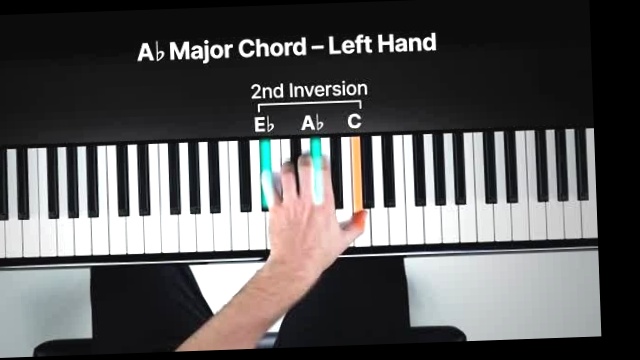 A♭ Major Chord – Left Hand
2nd Inversion
E♭ A♭ C